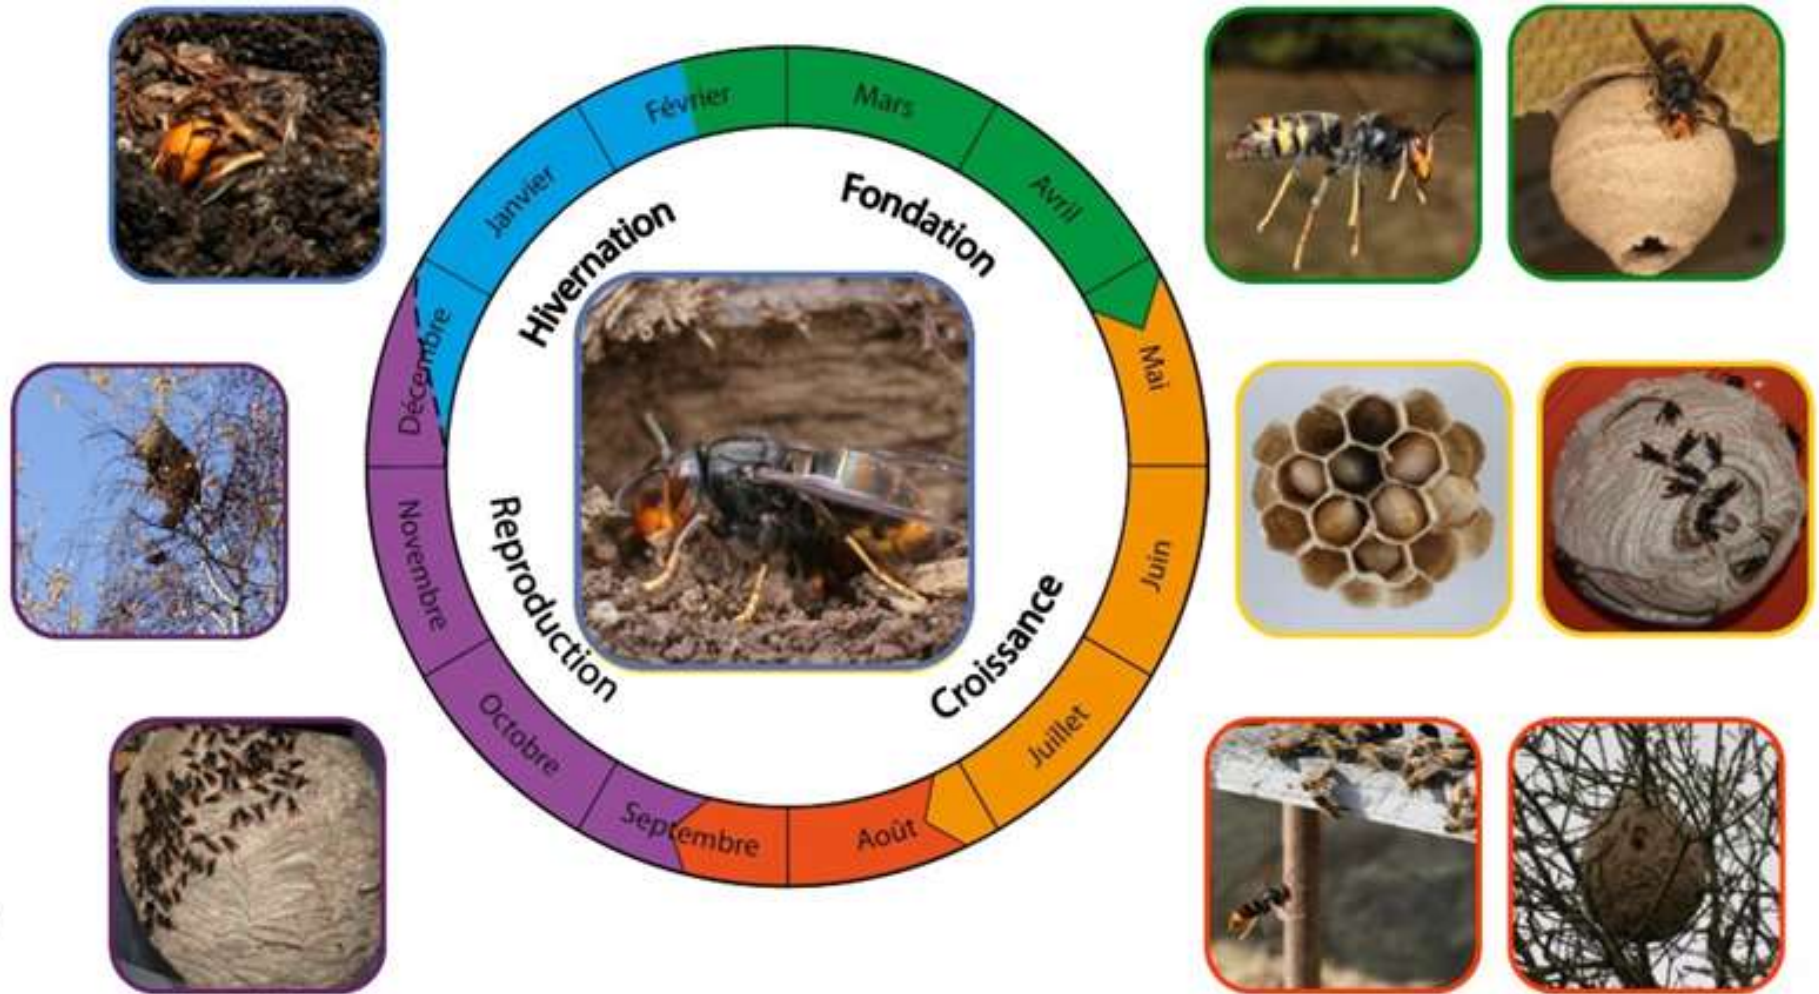 Janvier
Février
Mars
Avril
Mai
Juin
Juillet
Août
Septembre
Octobre
Novembre
Décembre
Hivernation
Fondation
Croissance
Reproduction